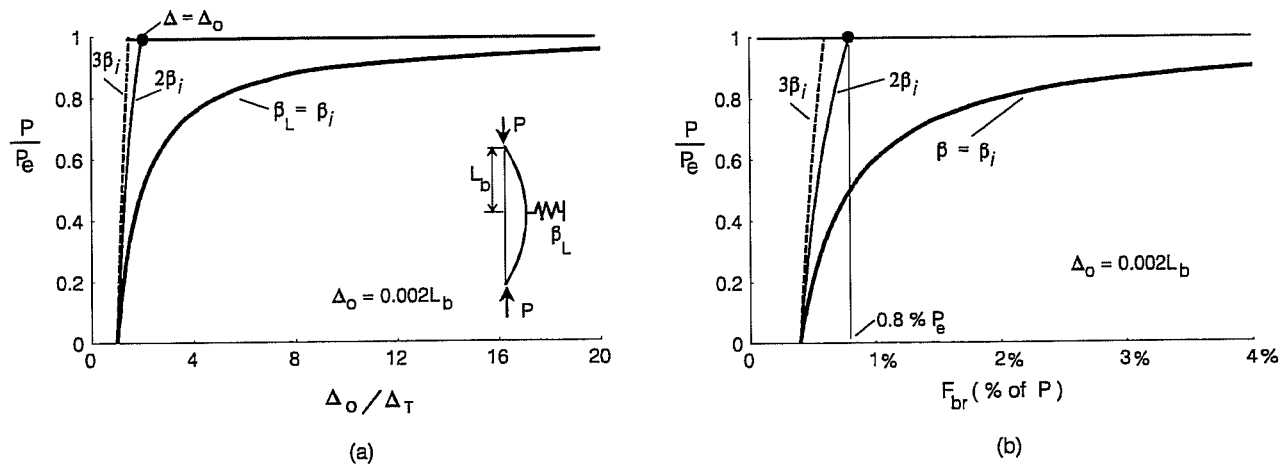 Δ = Δo
1
0.8
0.6
0.4
0.2
0
P
Pe
3βi
2βi
βL = βi
P
Lb
βL
P
Δo = 0.002Lb
0 4 8 12 16 20
Δo / ΔT
(a)
1
0.8
0.6
0.4
0.2
0
P
Pe
3βi
2βi
β = βi
Δo = 0.002Lb
0.8 % Pe
0 1% 2% 3% 4%
Fbr ( % of P )
(b)